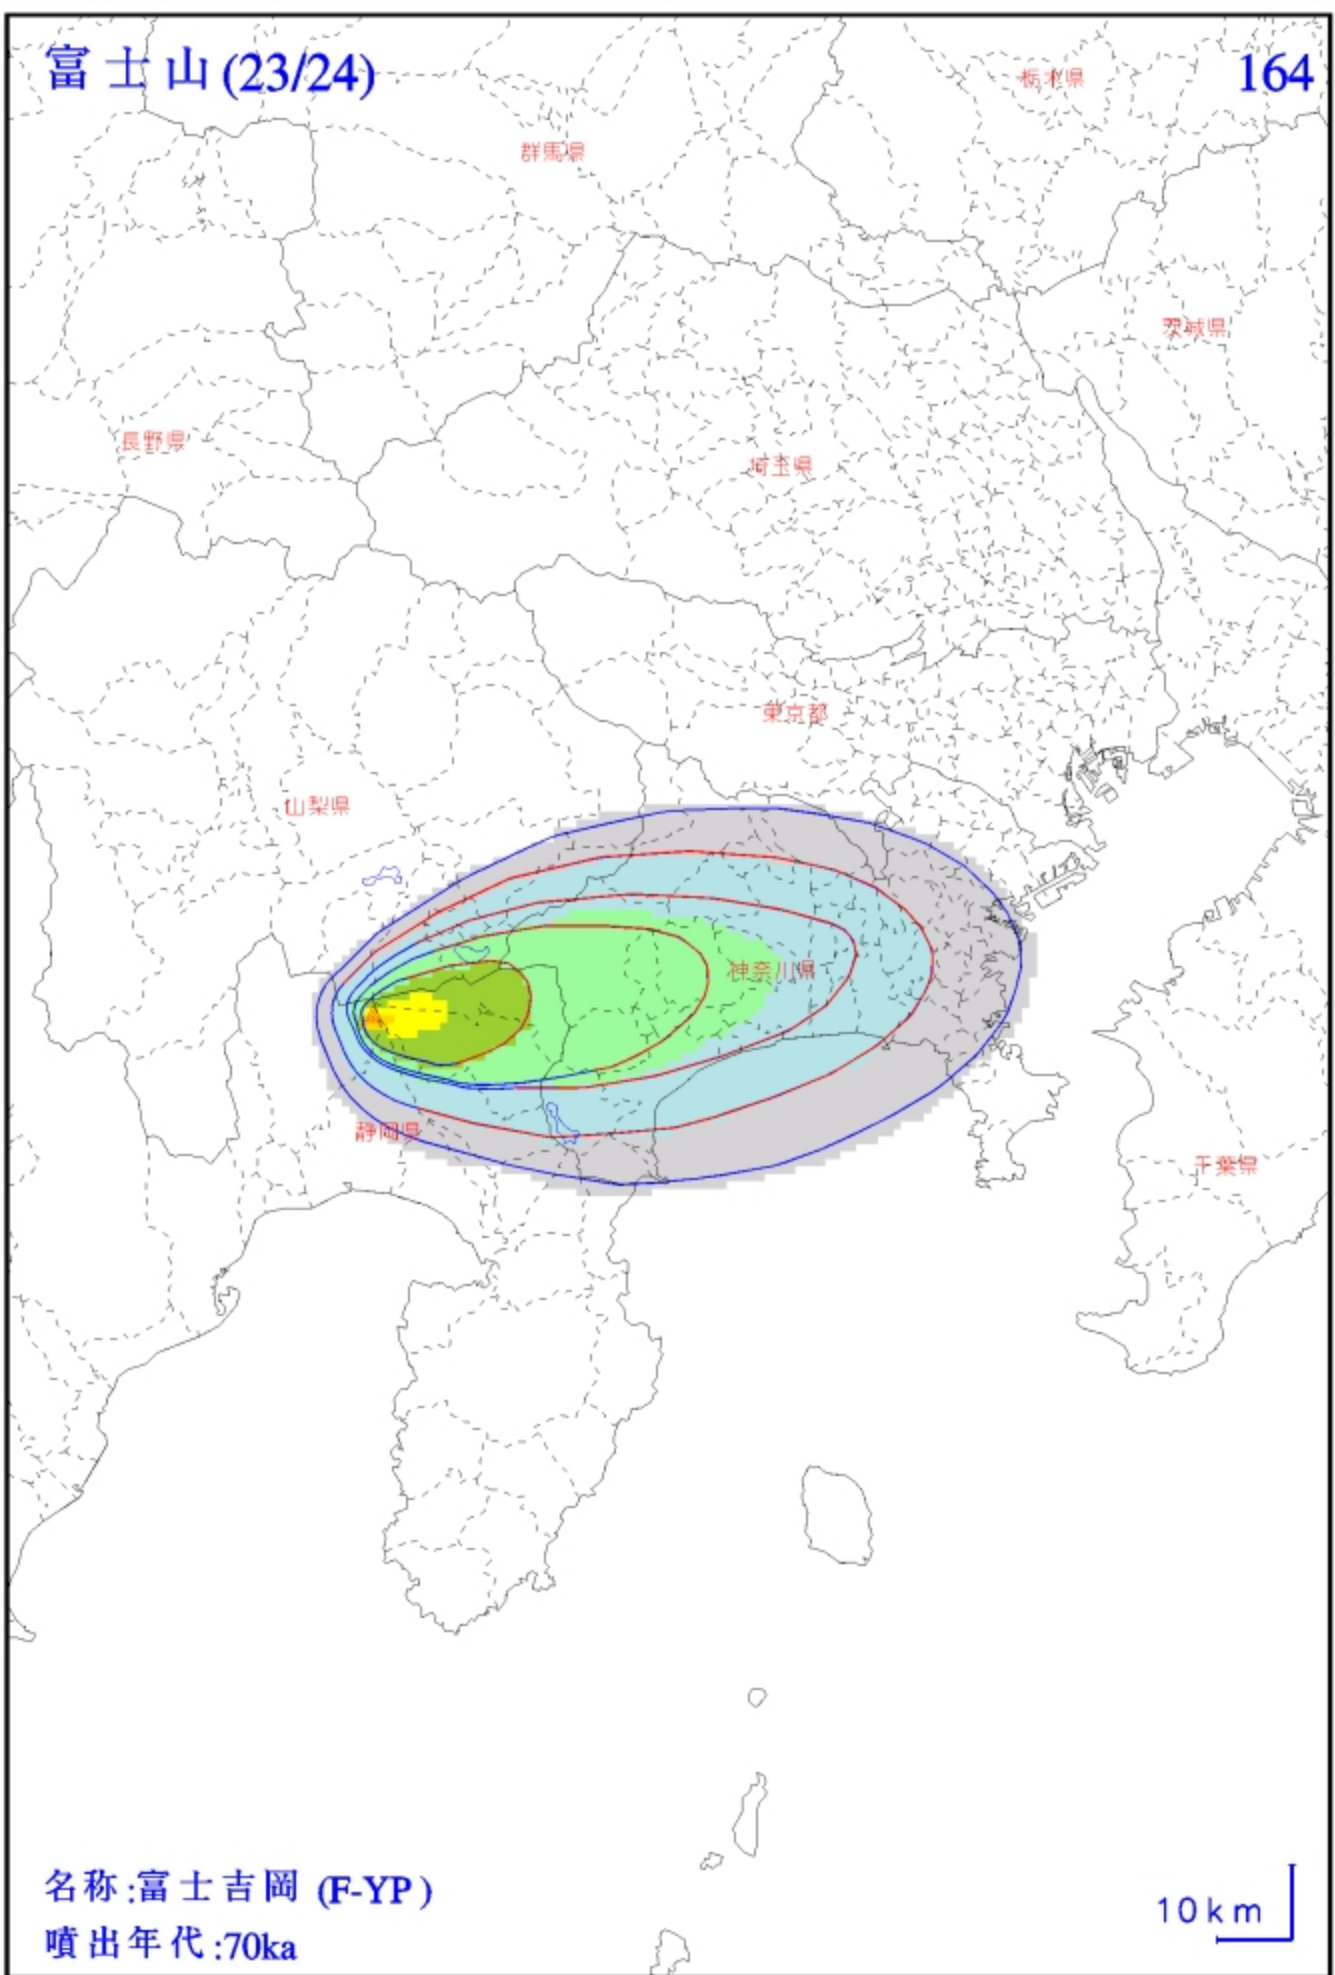 富士山(23/24)
164
栃木県
群馬県
茨城県
長野県
埼玉県
東京都
山梨県
神奈川県
静岡県
千葉県
名称:富士吉岡 (F-YP)
噴出年代:70ka
10km